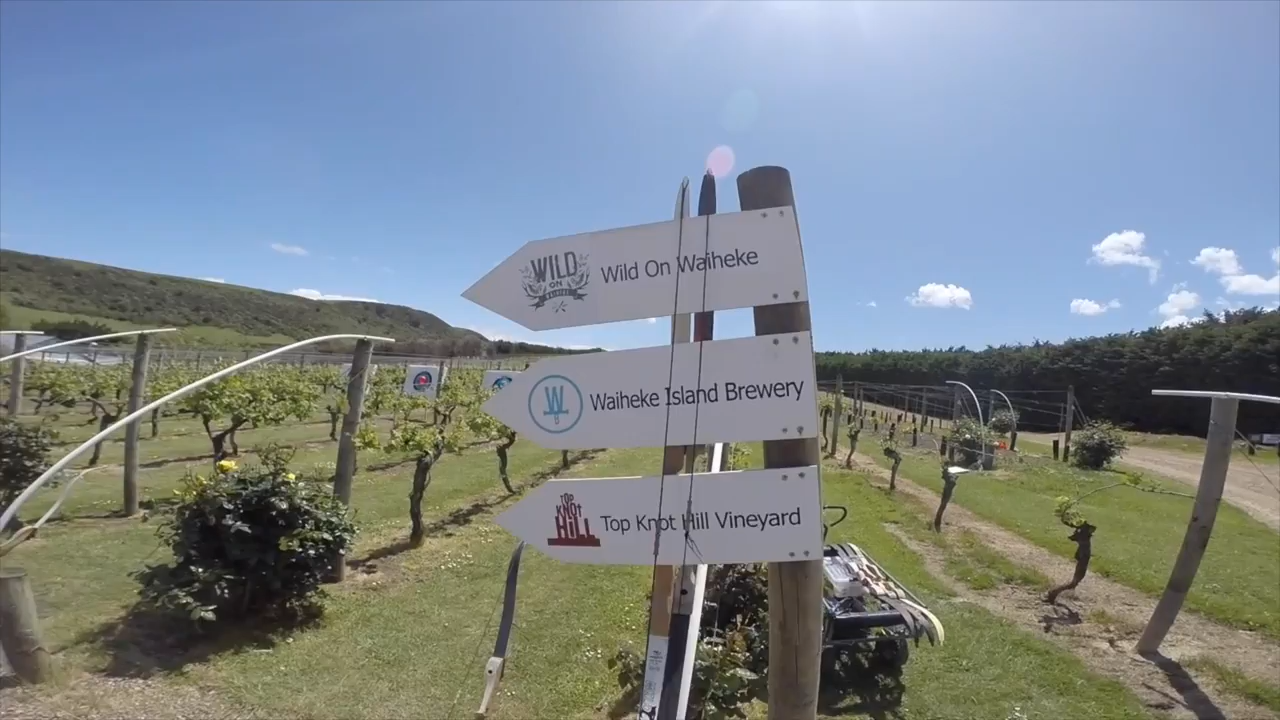 WILD
ON
WAIHEKE
Wild On Waiheke
W
Waiheke Island Brewery
TOP
KNOT
HILL
Top Knot Hill Vineyard